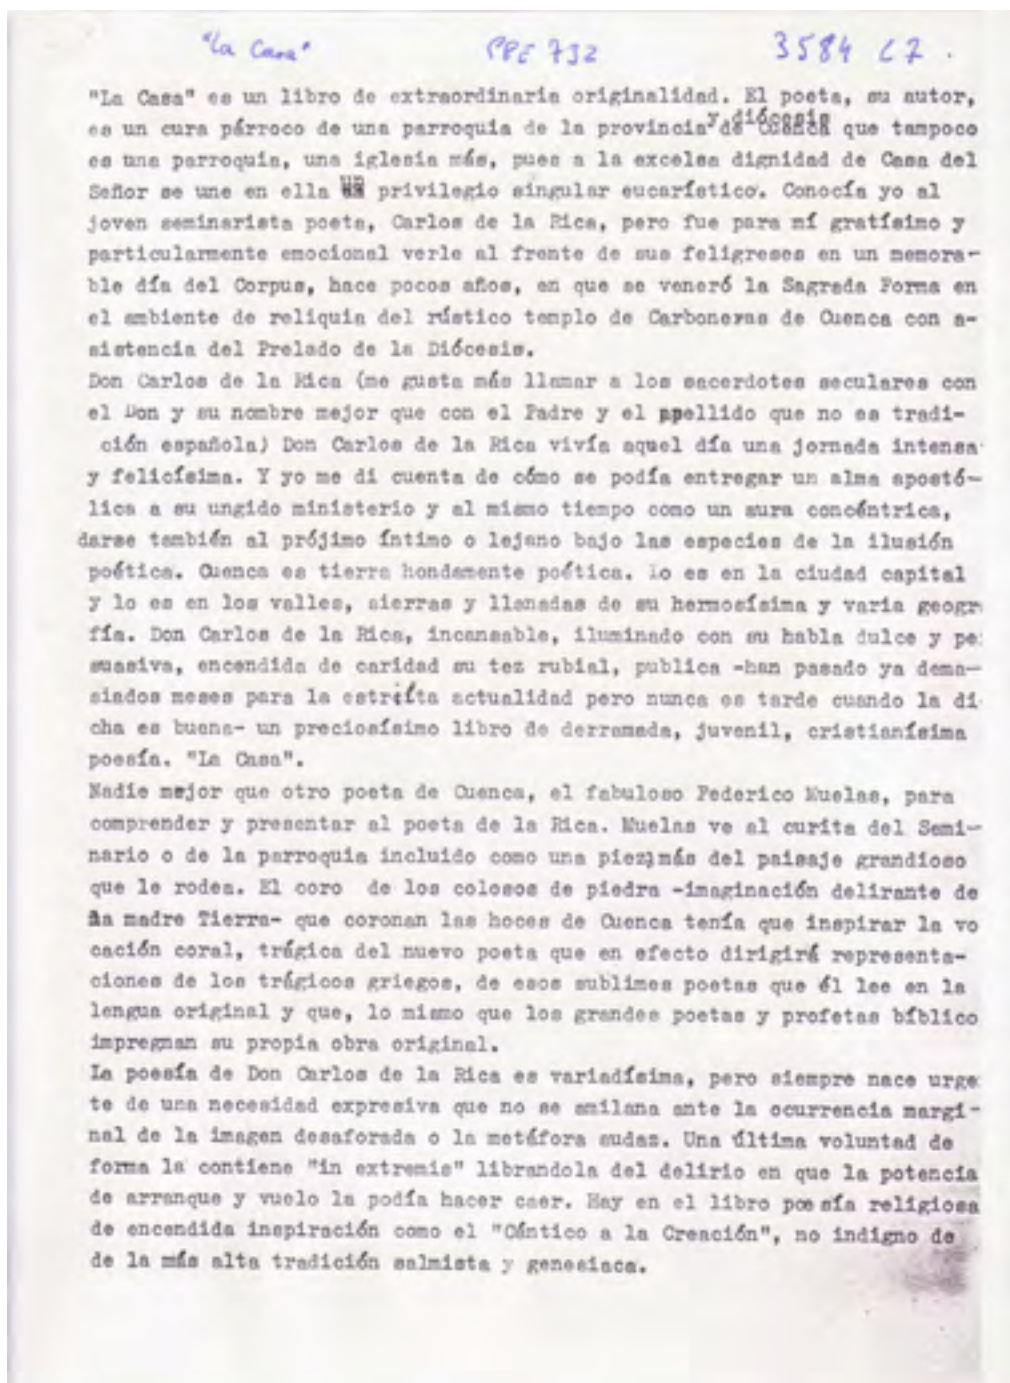 "La Casa" PPE 732 3584 C7.
"La Casa" es un libro de extraordinaria originalidad. El poeta, su autor,
y diócesis
es un cura párroco de una parroquia de la provincia de Cuenca que tampoco
es una parroquia, una iglesia más, pues a la excelsa dignidad de Casa del
Señor se une en ella un privilegio singular eucarístico. Conocía yo al
joven seminarista poeta, Carlos de la Rica, pero fue para mí gratísimo y
particularmente emocional verle al frente de sus feligreses en un memora-
ble día del Corpus, hace pocos años, en que se veneró la Sagrada Forma en
el ambiente de reliquia del rústico templo de Carboneras de Cuenca con a-
sistencia del Prelado de la Diócesis.
Don Carlos de la Rica (me gusta más llamar a los sacerdotes seculares con
el Don y su nombre mejor que con el Padre y el apellido que no es tradi-
ción española) Don Carlos de la Rica vivía aquel día una jornada intensa
y felicísima. Y yo me di cuenta de cómo se podía entregar un alma apostó-
lica a su ungido ministerio y al mismo tiempo como un aura concéntrica,
darse también al prójimo íntimo o lejano bajo las especies de la ilusión
poética. Cuenca es tierra hondamente poética. Lo es en la ciudad capital
y lo es en los valles, sierras y llanadas de su hermosísima y varia geogr
fía. Don Carlos de la Rica, incansable, iluminado con su habla dulce y pe
suasiva, encendida de caridad su tez rubial, publica -han pasado ya dema-
siados meses para la estricta actualidad pero nunca es tarde cuando la di
cha es buena- un preciosísimo libro de derramada, juvenil, cristianísima
poesía. "La Casa".
Nadie mejor que otro poeta de Cuenca, el fabuloso Federico Muelas, para
comprender y presentar al poeta de la Rica. Muelas ve al curita del Semi-
nario o de la parroquia incluido como una pieza más del paisaje grandioso
que le rodea. El coro de los colosos de piedra -imaginación delirante de
la madre Tierra- que coronan las hoces de Cuenca tenía que inspirar la vo
cación coral, trágica del nuevo poeta que en efecto dirigirá representa-
ciones de los trágicos griegos, de esos sublimes poetas que él lee en la
lengua original y que, lo mismo que los grandes poetas y profetas bíblico
impregnan su propia obra original.
La poesía de Don Carlos de la Rica es variadísima, pero siempre nace urge
te de una necesidad expresiva que no se amilana ante la ocurrencia margi-
nal de la imagen desaforada o la metáfora audas. Una última voluntad de
forma la contiene "in extremis" librandola del delirio en que la potencia
de arranque y vuelo la podía hacer caer. Hay en el libro poesía religiosa
de encendida inspiración como el "Cántico a la Creación", no indigno de
de la más alta tradición salmista y genesiaca.